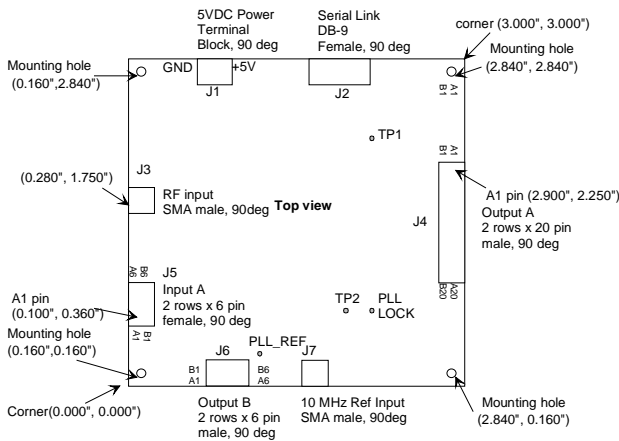 5VDC Power
Terminal
Block, 90 deg
Serial Link
DB-9
Female, 90 deg
corner (3.000", 3.000")
Mounting hole
(0.160",2.840")
GND
+5V
J1
J2
Mounting hole
(2.840", 2.840")
B1
A1
TP1
B1
A1
J3
(0.280", 1.750")
RF input
SMA male, 90deg
Top view
J4
A1 pin (2.900", 2.250")
Output A
2 rows x 20 pin
male, 90 deg
A6
B6
J5
Input A
2 rows x 6 pin
female, 90 deg
B20
A20
A1 pin
(0.100", 0.360")
A1
B1
TP2
PLL
LOCK
Mounting hole
(0.160",0.160")
PLL_REF
J6
J7
B1
A1
B6
A6
Corner(0.000", 0.000")
Output B
2 rows x 6 pin
male, 90 deg
10 MHz Ref Input
SMA male, 90deg
Mounting hole
(2.840", 0.160")